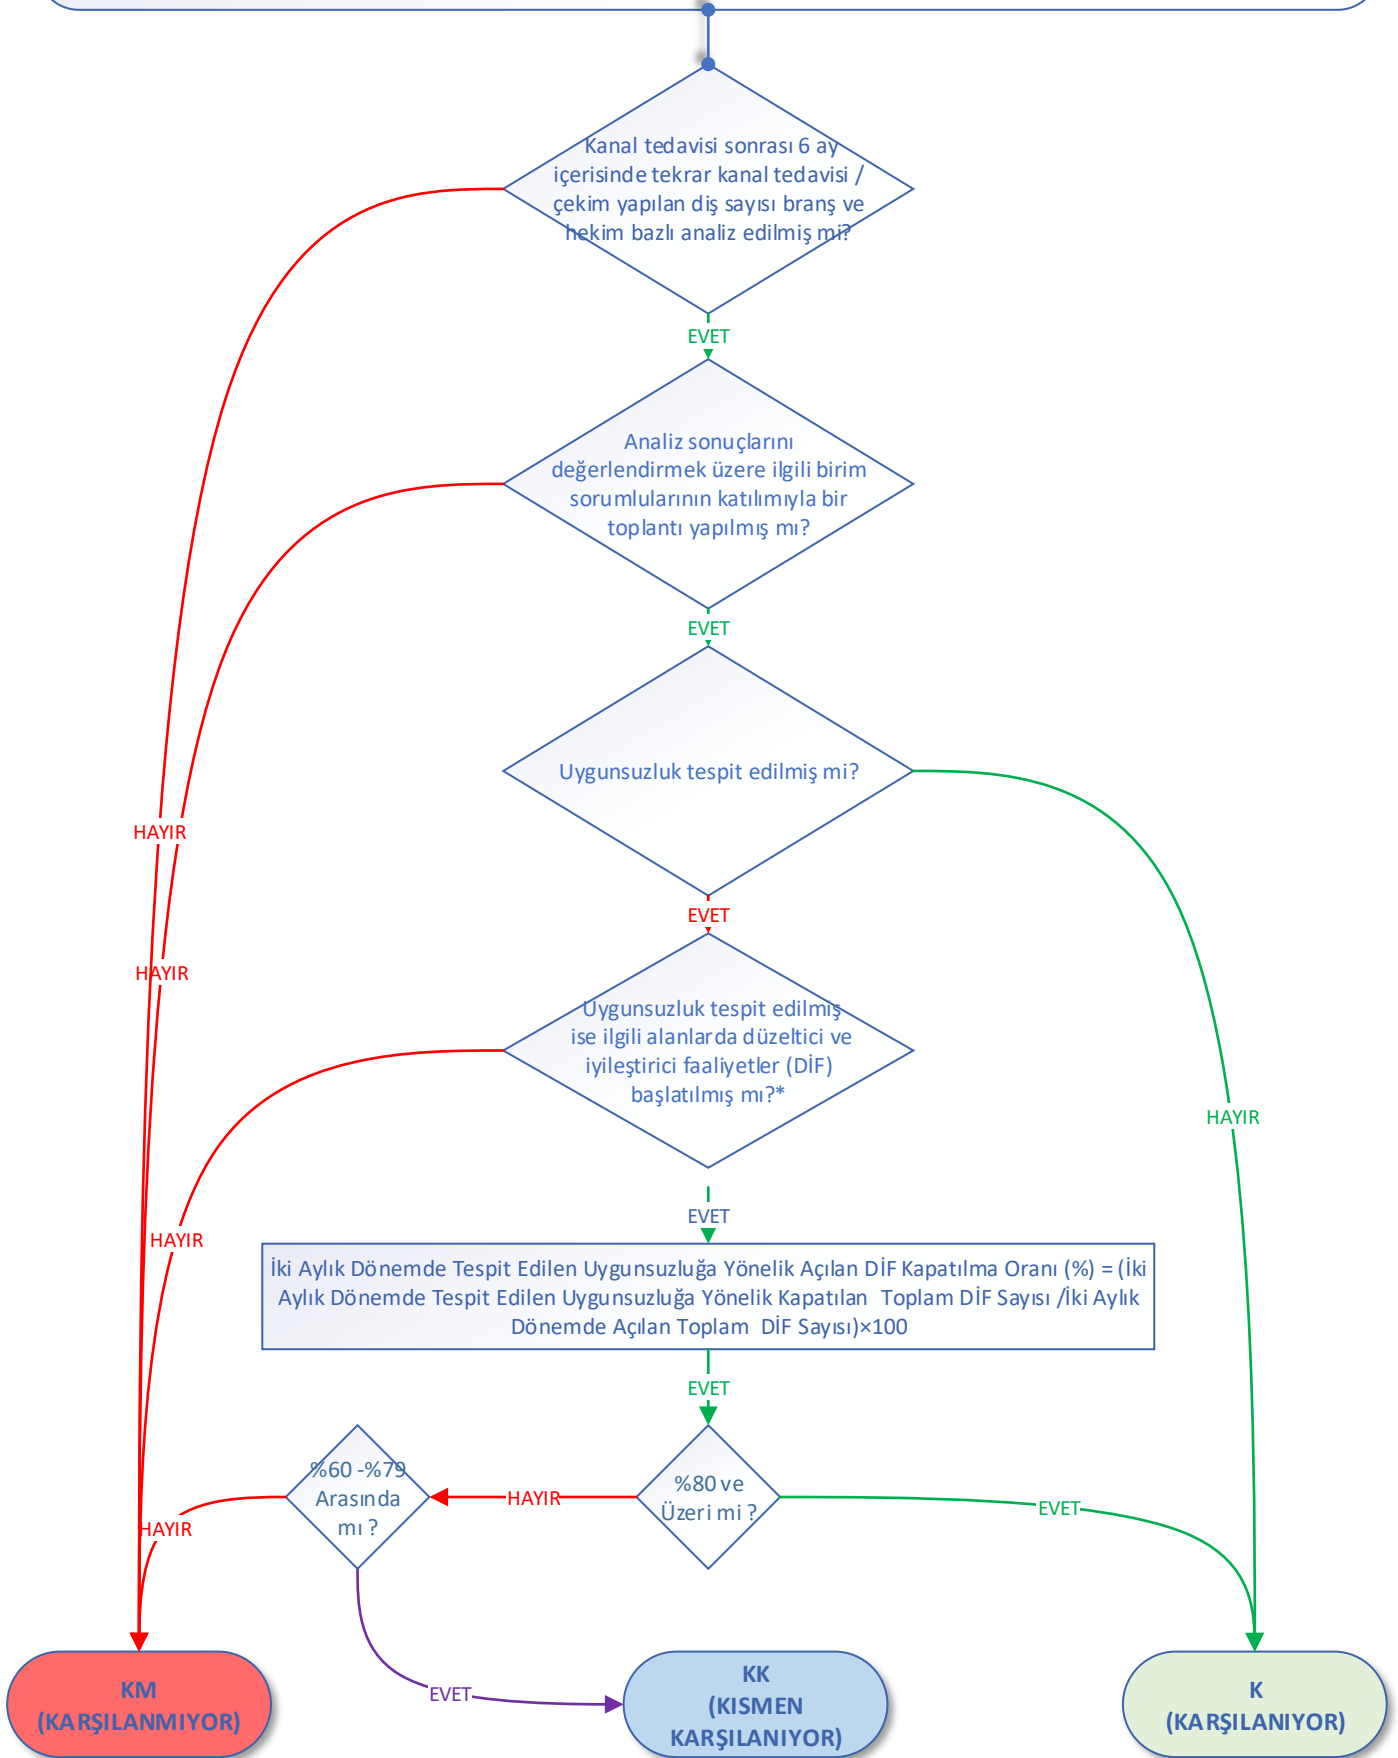 Kanal tedavisi sonrası 6 ay
içerisinde tekrar kanal tedavisi /
çekim yapılan diş sayısı branş ve
hekim bazlı analiz edilmiş mi?
EVET
Analiz sonuçlarını
değerlendirmek üzere ilgili birim
sorumlularının katılımıyla bir
toplantı yapılmış mı?
EVET
Uygunsuzluk tespit edilmiş mi?
HAYIR
EVET
HAYIR
Uygunsuzluk tespit edilmiş
ise ilgili alanlarda düzeltici ve
iyileştirici faaliyetler (DİF)
başlatılmış mı?*
HAYIR
EVET
HAYIR
İki Aylık Dönemde Tespit Edilen Uygunsuzluğa Yönelik Açılan DİF Kapatılma Oranı (%) = (İki
Aylık Dönemde Tespit Edilen Uygunsuzluğa Yönelik Kapatılan Toplam DİF Sayısı /İki Aylık
Dönemde Açılan Toplam DİF Sayısı)×100
EVET
%60 -%79
Arasında
mı ?
HAYIR
%80 ve
Üzeri mi ?
EVET
HAYIR
EVET
KM
(KARŞILANMIYOR)
KK
(KISMEN
KARŞILANIYOR)
K
(KARŞILANIYOR)